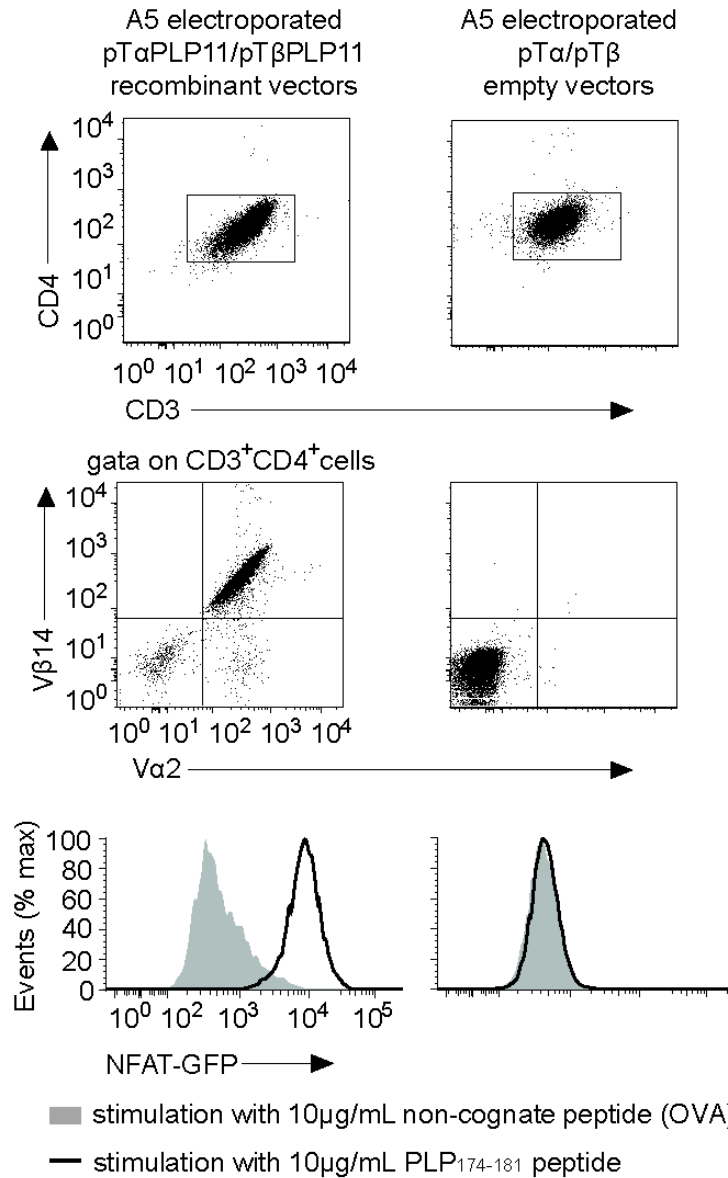 A5 electroporated
pTαPLP11/pTβPLP11
recombinant vectors
A5 electroporated
pTα/pTβ
empty vectors
10⁴
10³
10²
10¹
10⁰
CD4
10⁰ 10¹ 10² 10³ 10⁴
CD3
gata on CD3⁺CD4⁺cells
10⁴
10³
10²
10¹
10⁰
Vβ14
10⁰ 10¹ 10² 10³ 10⁴
Vα2
Events (% max)
100
80
60
40
20
0
10⁰ 10² 10³ 10⁴ 10⁵
NFAT-GFP
stimulation with 10µg/mL non-cognate peptide (OVA)
stimulation with 10µg/mL PLP₁₇₄₋₁₈₁ peptide